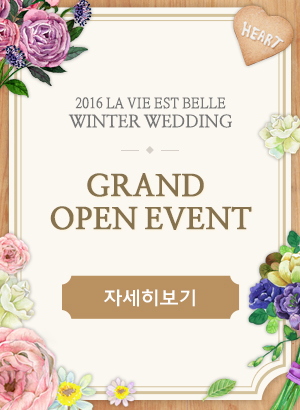 HEART
2016 LA VIE EST BELLE
WINTER WEDDING
GRAND
OPEN EVENT
자세히보기